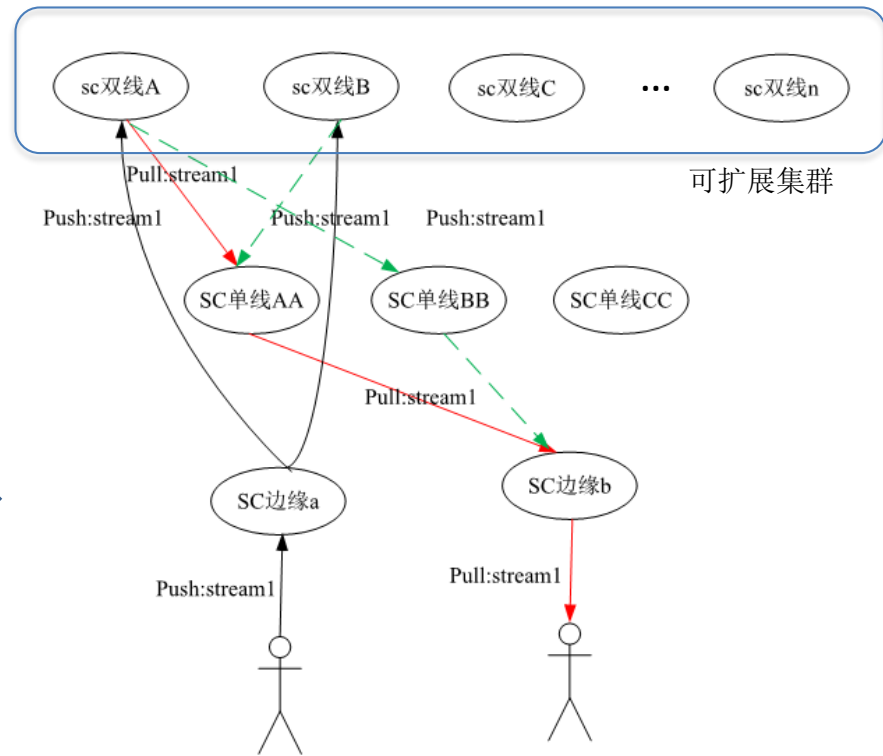 sc双线A
sc双线B
sc双线C
...
sc双线n
可扩展集群
Pull:stream1
Push:stream1
Push:stream1
Push:stream1
SC单线AA
SC单线BB
SC单线CC
Pull:stream1
SC边缘a
SC边缘b
Push:stream1
Pull:stream1